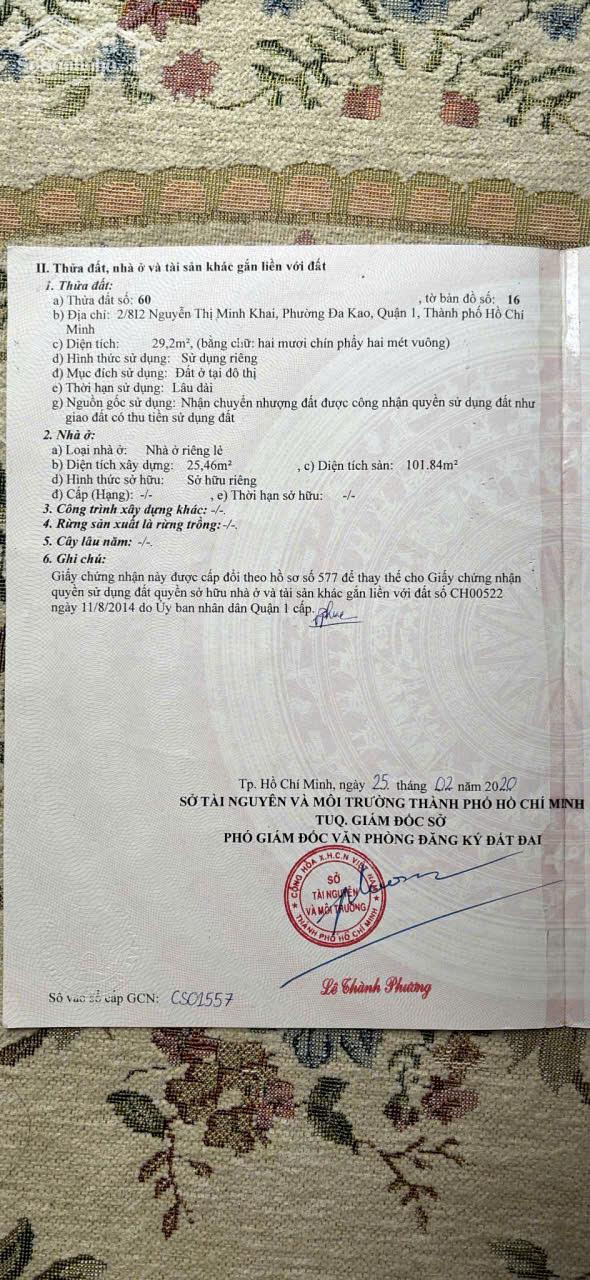 II. Thửa đất, nhà ở và tài sản khác gắn liền với đất
1. Thửa đất:
a) Thửa đất số: 60 , tờ bản đồ số: 16
b) Địa chỉ: 2/8I2 Nguyễn Thị Minh Khai, Phường Đa Kao, Quận 1, Thành phố Hồ Chí
Minh
c) Diện tích: 29,2m², (bằng chữ: hai mươi chín phẩy hai mét vuông)
d) Hình thức sử dụng: Sử dụng riêng
đ) Mục đích sử dụng: Đất ở tại đô thị
e) Thời hạn sử dụng: Lâu dài
g) Nguồn gốc sử dụng: Nhận chuyển nhượng đất được công nhận quyền sử dụng đất như
giao đất có thu tiền sử dụng đất
2. Nhà ở:
a) Loại nhà ở: Nhà ở riêng lẻ
b) Diện tích xây dựng: 25,46m² , c) Diện tích sàn: 101.84m²
d) Hình thức sở hữu: Sở hữu riêng
đ) Cấp (Hạng): -/- , e) Thời hạn sở hữu: -/-
3. Công trình xây dựng khác: -/-.
4. Rừng sản xuất là rừng trồng:-/-.
5. Cây lâu năm: -/-.
6. Ghi chú:
Giấy chứng nhận này được cấp đổi theo hồ sơ số 577 để thay thế cho Giấy chứng nhận
quyền sử dụng đất quyền sở hữu nhà ở và tài sản khác gắn liền với đất số CH00522
ngày 11/8/2014 do Ủy ban nhân dân Quận 1 cấp.
Tp. Hồ Chí Minh, ngày 25 tháng 02 năm 2020
SỞ TÀI NGUYÊN VÀ MÔI TRƯỜNG THÀNH PHỐ HỒ CHÍ MINH
TUQ. GIÁM ĐỐC SỞ
PHÓ GIÁM ĐỐC VĂN PHÒNG ĐĂNG KÝ ĐẤT ĐAI
CỘNG HÒA X.H.C.N VIỆT NAM
SỞ
TÀI NGUYÊN
VÀ MÔI TRƯỜNG
THÀNH PHỐ HỒ CHÍ MINH
Lê Thành Phương
Số vào sổ cấp GCN: CS01557